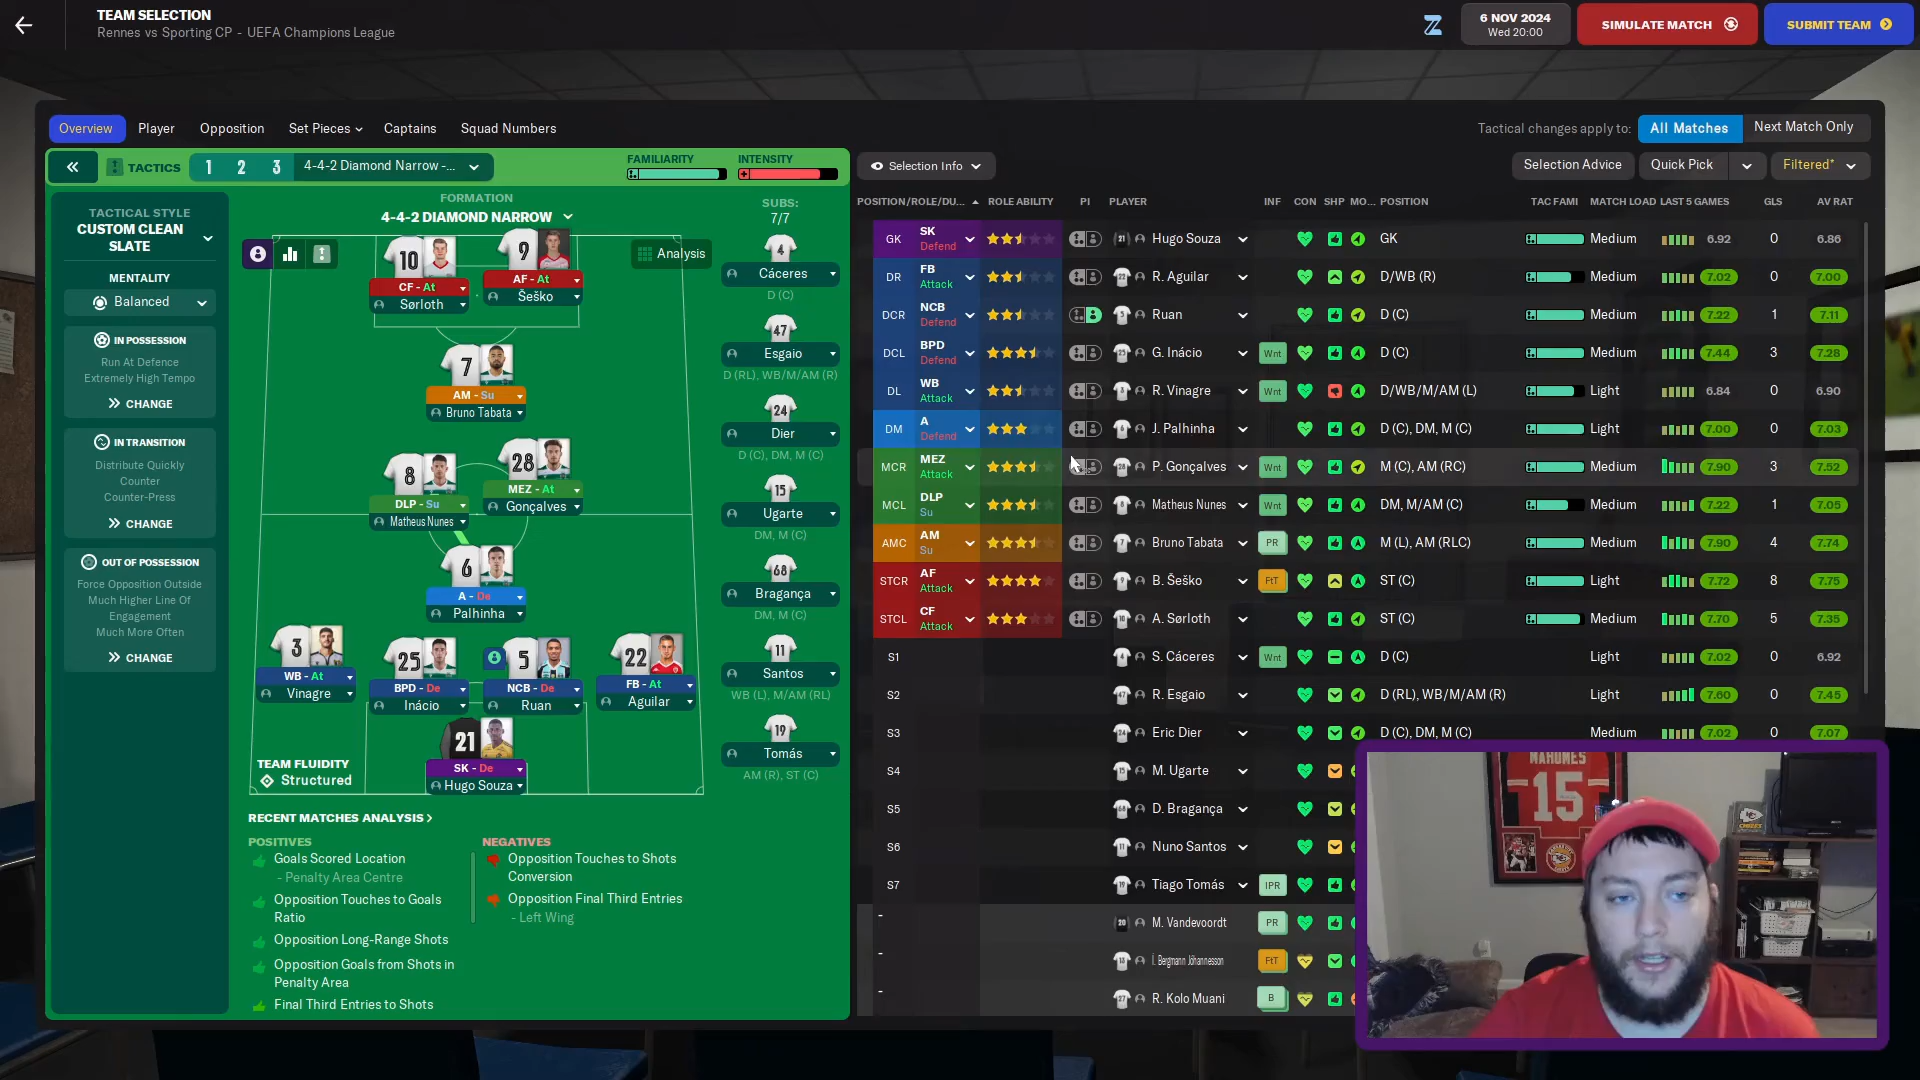 TEAM SELECTION
Rennes vs Sporting CP - UEFA Champions League
6 NOV 2024
Wed 20:00
SIMULATE MATCH
SUBMIT TEAM
Overview
Player
Opposition
Set Pieces
Captains
Squad Numbers
Tactical changes apply to:
All Matches
Next Match Only
TACTICS
1 2 3
4-4-2 Diamond Narrow -...
FAMILIARITY
INTENSITY
Selection Info
Selection Advice
Quick Pick
Filtered*
TACTICAL STYLE
CUSTOM CLEAN
SLATE
MENTALITY
Balanced
IN POSSESSION
Run At Defence
Extremely High Tempo
CHANGE
IN TRANSITION
Distribute Quickly
Counter
Counter-Press
CHANGE
OUT OF POSSESSION
Force Opposition Outside
Much Higher Line Of
Engagement
Much More Often
CHANGE
FORMATION
4-4-2 DIAMOND NARROW
Analysis
10
CF - At
Sørloth
9
AF - At
Šeško
7
AM - Su
Bruno Tabata
8
DLP - Su
Matheus Nunes
28
MEZ - At
Gonçalves
6
A - De
Palhinha
3
WB - At
Vinagre
25
BPD - De
Inácio
5
NCB - De
Ruan
22
FB - At
Aguilar
21
SK - De
Hugo Souza
TEAM FLUIDITY
Structured
SUBS:
7/7
4
Cáceres
D (C)
47
Esgaio
D (RL), WB/M/AM (R)
24
Dier
D (C), DM, M (C)
15
Ugarte
DM, M (C)
68
Bragança
DM, M (C)
11
Santos
WB (L), M/AM (RL)
19
Tomás
AM (R), ST (C)
RECENT MATCHES ANALYSIS >
POSITIVES
Goals Scored Location
- Penalty Area Centre
Opposition Touches to Goals
Ratio
Opposition Long-Range Shots
Opposition Goals from Shots in
Penalty Area
Final Third Entries to Shots
NEGATIVES
Opposition Touches to Shots
Conversion
Opposition Final Third Entries
- Left Wing
POSITION/ROLE/DU... ROLE ABILITY PI PLAYER INF CON SHP MO... POSITION TAC FAMI MATCH LOAD LAST 5 GAMES GLS AV RAT
GK SK Defend Hugo Souza GK Medium 6.92 0 6.86
DR FB Attack R. Aguilar D/WB (R) Medium 7.02 0 7.00
DCR NCB Defend Ruan D (C) Medium 7.22 1 7.11
DCL BPD Defend G. Inácio Wnt D (C) Medium 7.44 3 7.28
DL WB Attack R. Vinagre Wnt D/WB/M/AM (L) Light 6.84 0 6.90
DM A Defend J. Palhinha D (C), DM, M (C) Light 7.00 0 7.03
MCR MEZ Attack P. Gonçalves Wnt M (C), AM (RC) Medium 7.90 3 7.52
MCL DLP Su Matheus Nunes Wnt DM, M/AM (C) Medium 7.22 1 7.05
AMC AM Su Bruno Tabata PR M (L), AM (RLC) Medium 7.90 4 7.74
STCR AF Attack B. Šeško FtT ST (C) Light 7.72 8 7.75
STCL CF Attack A. Sørloth ST (C) Medium 7.70 5 7.35
S1 S. Cáceres Wnt D (C) Light 7.02 0 6.92
S2 R. Esgaio D (RL), WB/M/AM (R) Light 7.60 0 7.45
S3 Eric Dier D (C), DM, M (C) Medium 7.02 0 7.07
S4 M. Ugarte
S5 D. Bragança
S6 Nuno Santos
S7 Tiago Tomás IPR
- M. Vandevoordt PR
- Í. Bergmann Jóhannesson FtT
- R. Kolo Muani B
MAHOMES
15